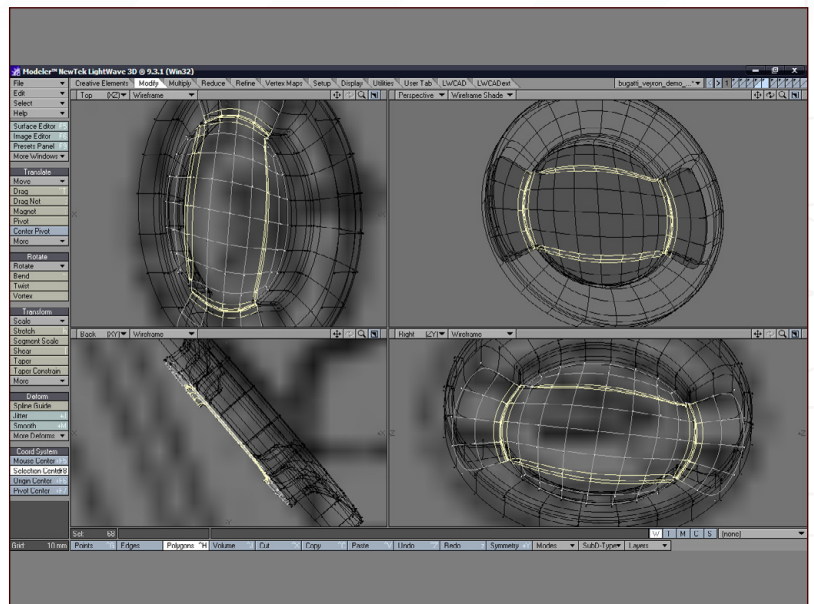 Modeler™ NewTek LightWave 3D ® 9.3.1 (Win32)
File
Creative Elements Modify Multiply Reduce Refine Vertex Maps Setup Display Utilities User Tab LWCAD LWCADext bugatti_veyron_demo_... 1
Edit
Select
Help
Top (XZ) Wireframe
Perspective Wireframe Shade
Surface Editor F5
Image Editor F6
Presets Panel
More Windows
Translate
Move
Drag
Drag Net
Magnet
Pivot
Center Pivot
More
Rotate
Rotate
Bend
Twist
Vortex
Transform
Scale
Stretch h
Segment Scale
Shear
Taper
Taper Constrain
More
Back (XY) Wireframe
Right (ZY) Wireframe
Deform
Spline Guide
Jitter
Smooth
More Deforms
Coord System
Mouse Center
Selection Center
Origin Center
Pivot Center
Sel: 68
W T M C S (none)
Grid: 10 mm Points Edges Polygons ^H Volume Cut Copy Paste Undo Redo Symmetry Modes SubD-Type Layers